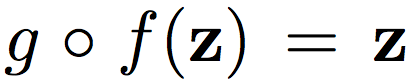 g ∘ f(𝐳) = 𝐳